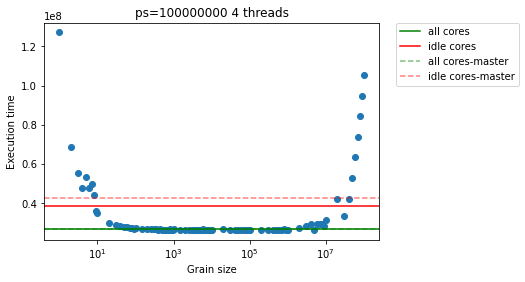 ps=100000000 4 threads
1e8
1.2
1.0
0.8
0.6
0.4
Execution time
10^1
10^3
10^5
10^7
Grain size
all cores
idle cores
all cores-master
idle cores-master